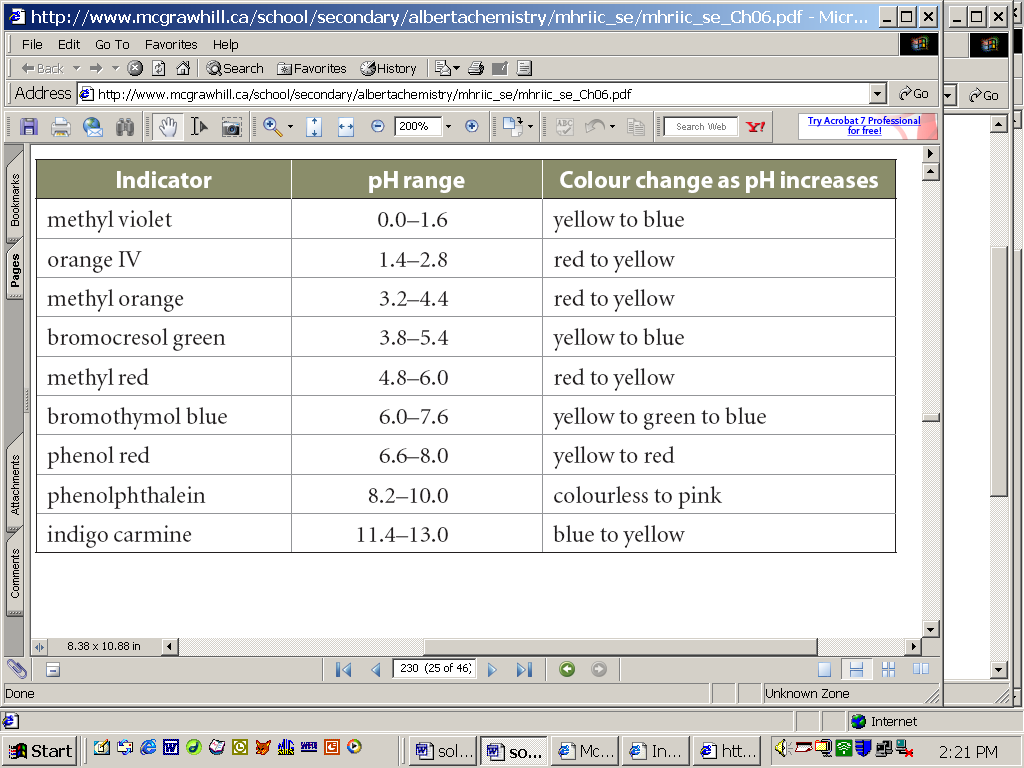 http://www.mcgrawhill.ca/school/secondary/albertachemistry/mhriic_se/mhriic_se_Ch06.pdf - Micr...
File Edit Go To Favorites Help
Back Search Favorites History
Address http://www.mcgrawhill.ca/school/secondary/albertachemistry/mhriic_se/mhriic_se_Ch06.pdf Go Go
200% Search Web Y! Try Acrobat 7 Professional
for free!
Bookmarks
Pages
Attachments
Comments
Indicator pH range Colour change as pH increases
methyl violet 0.0–1.6 yellow to blue
orange IV 1.4–2.8 red to yellow
methyl orange 3.2–4.4 red to yellow
bromocresol green 3.8–5.4 yellow to blue
methyl red 4.8–6.0 red to yellow
bromothymol blue 6.0–7.6 yellow to green to blue
phenol red 6.6–8.0 yellow to red
phenolphthalein 8.2–10.0 colourless to pink
indigo carmine 11.4–13.0 blue to yellow
8.38 x 10.88 in
230 (25 of 46)
Done Unknown Zone
Internet
Start sol... so... Mc... In... htt... 2:21 PM